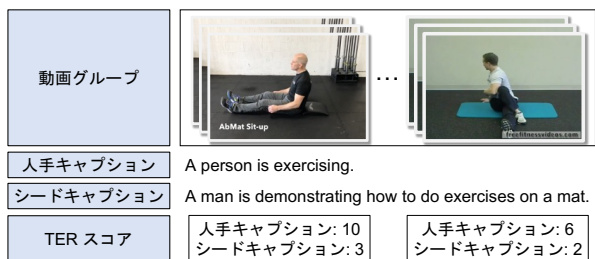 動画グループ
AbMat Sit-up
...
freefitnessvideos.com
人手キャプション
A person is exercising.
シードキャプション
A man is demonstrating how to do exercises on a mat.
TER スコア
人手キャプション: 10
シードキャプション: 3
人手キャプション: 6
シードキャプション: 2